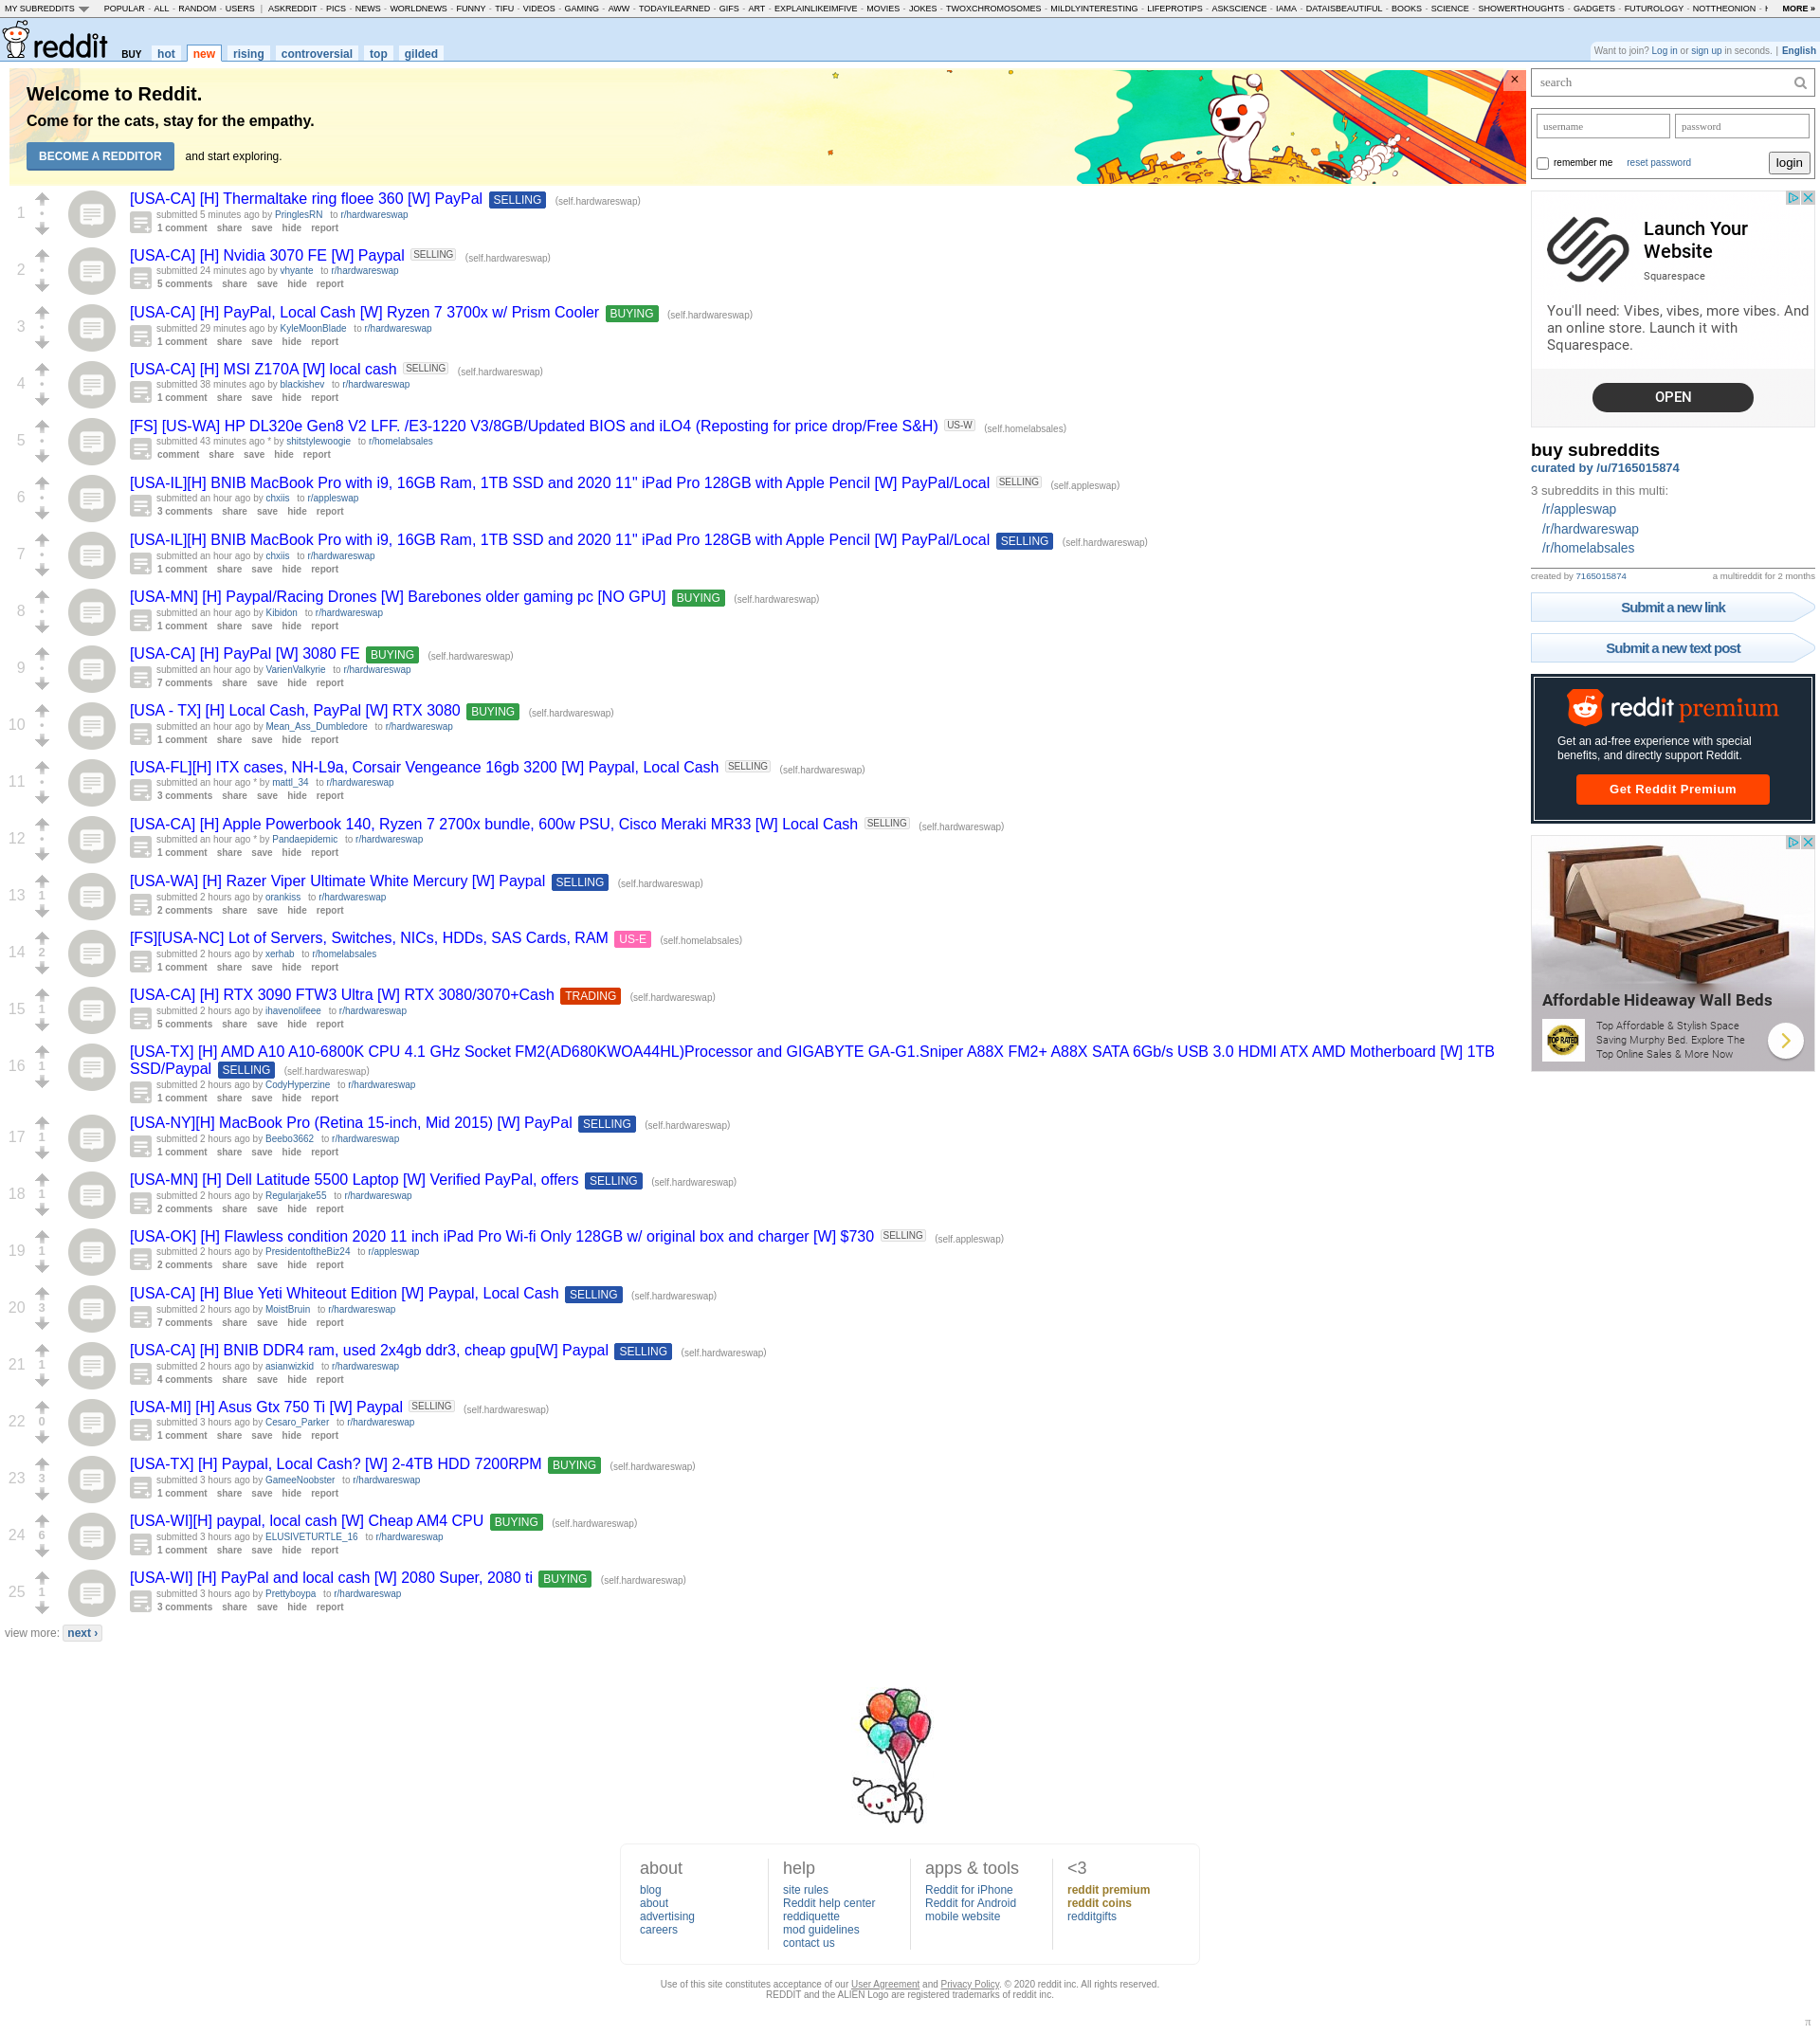 MY SUBREDDITS POPULAR - ALL - RANDOM - USERS | ASKREDDIT - PICS - NEWS - WORLDNEWS - FUNNY - TIFU - VIDEOS - GAMING - AWW - TODAYILEARNED - GIFS - ART - EXPLAINLIKEIMFIVE - MOVIES - JOKES - TWOXCHROMOSOMES - MILDLYINTERESTING - LIFEPROTIPS - ASKSCIENCE - IAMA - DATAISBEAUTIFUL - BOOKS - SCIENCE - SHOWERTHOUGHTS - GADGETS - FUTUROLOGY - NOTTHEONION - MORE »
reddit BUY hot new rising controversial top gilded
Want to join? Log in or sign up in seconds. | English
Welcome to Reddit.
Come for the cats, stay for the empathy.
BECOME A REDDITOR and start exploring.
×
1
[USA-CA] [H] Thermaltake ring floee 360 [W] PayPal SELLING (self.hardwareswap)
submitted 5 minutes ago by PringlesRN to r/hardwareswap
1 comment share save hide report
2
[USA-CA] [H] Nvidia 3070 FE [W] Paypal SELLING (self.hardwareswap)
submitted 24 minutes ago by vhyante to r/hardwareswap
5 comments share save hide report
3
[USA-CA] [H] PayPal, Local Cash [W] Ryzen 7 3700x w/ Prism Cooler BUYING (self.hardwareswap)
submitted 29 minutes ago by KyleMoonBlade to r/hardwareswap
1 comment share save hide report
4
[USA-CA] [H] MSI Z170A [W] local cash SELLING (self.hardwareswap)
submitted 38 minutes ago by blackishev to r/hardwareswap
1 comment share save hide report
5
[FS] [US-WA] HP DL320e Gen8 V2 LFF. /E3-1220 V3/8GB/Updated BIOS and iLO4 (Reposting for price drop/Free S&H) US-W (self.homelabsales)
submitted 43 minutes ago * by shitstylewoogie to r/homelabsales
comment share save hide report
6
[USA-IL][H] BNIB MacBook Pro with i9, 16GB Ram, 1TB SSD and 2020 11" iPad Pro 128GB with Apple Pencil [W] PayPal/Local SELLING (self.appleswap)
submitted an hour ago by chxiis to r/appleswap
3 comments share save hide report
7
[USA-IL][H] BNIB MacBook Pro with i9, 16GB Ram, 1TB SSD and 2020 11" iPad Pro 128GB with Apple Pencil [W] PayPal/Local SELLING (self.hardwareswap)
submitted an hour ago by chxiis to r/hardwareswap
1 comment share save hide report
8
[USA-MN] [H] Paypal/Racing Drones [W] Barebones older gaming pc [NO GPU] BUYING (self.hardwareswap)
submitted an hour ago by Kibidon to r/hardwareswap
1 comment share save hide report
9
[USA-CA] [H] PayPal [W] 3080 FE BUYING (self.hardwareswap)
submitted an hour ago by VarienValkyrie to r/hardwareswap
7 comments share save hide report
10
[USA - TX] [H] Local Cash, PayPal [W] RTX 3080 BUYING (self.hardwareswap)
submitted an hour ago by Mean_Ass_Dumbledore to r/hardwareswap
1 comment share save hide report
11
[USA-FL][H] ITX cases, NH-L9a, Corsair Vengeance 16gb 3200 [W] Paypal, Local Cash SELLING (self.hardwareswap)
submitted an hour ago * by mattl_34 to r/hardwareswap
3 comments share save hide report
12
[USA-CA] [H] Apple Powerbook 140, Ryzen 7 2700x bundle, 600w PSU, Cisco Meraki MR33 [W] Local Cash SELLING (self.hardwareswap)
submitted an hour ago * by Pandaepidemic to r/hardwareswap
1 comment share save hide report
13 1
[USA-WA] [H] Razer Viper Ultimate White Mercury [W] Paypal SELLING (self.hardwareswap)
submitted 2 hours ago by orankiss to r/hardwareswap
2 comments share save hide report
14 2
[FS][USA-NC] Lot of Servers, Switches, NICs, HDDs, SAS Cards, RAM US-E (self.homelabsales)
submitted 2 hours ago by xerhab to r/homelabsales
1 comment share save hide report
15 1
[USA-CA] [H] RTX 3090 FTW3 Ultra [W] RTX 3080/3070+Cash TRADING (self.hardwareswap)
submitted 2 hours ago by ihavenolifeee to r/hardwareswap
5 comments share save hide report
16 1
[USA-TX] [H] AMD A10 A10-6800K CPU 4.1 GHz Socket FM2(AD680KWOA44HL)Processor and GIGABYTE GA-G1.Sniper A88X FM2+ A88X SATA 6Gb/s USB 3.0 HDMI ATX AMD Motherboard [W] 1TB
SSD/Paypal SELLING (self.hardwareswap)
submitted 2 hours ago by CodyHyperzine to r/hardwareswap
1 comment share save hide report
17 1
[USA-NY][H] MacBook Pro (Retina 15-inch, Mid 2015) [W] PayPal SELLING (self.hardwareswap)
submitted 2 hours ago by Beebo3662 to r/hardwareswap
1 comment share save hide report
18 1
[USA-MN] [H] Dell Latitude 5500 Laptop [W] Verified PayPal, offers SELLING (self.hardwareswap)
submitted 2 hours ago by Regularjake55 to r/hardwareswap
2 comments share save hide report
19 1
[USA-OK] [H] Flawless condition 2020 11 inch iPad Pro Wi-fi Only 128GB w/ original box and charger [W] $730 SELLING (self.appleswap)
submitted 2 hours ago by PresidentoftheBiz24 to r/appleswap
2 comments share save hide report
20 3
[USA-CA] [H] Blue Yeti Whiteout Edition [W] Paypal, Local Cash SELLING (self.hardwareswap)
submitted 2 hours ago by MoistBruin to r/hardwareswap
7 comments share save hide report
21 1
[USA-CA] [H] BNIB DDR4 ram, used 2x4gb ddr3, cheap gpu[W] Paypal SELLING (self.hardwareswap)
submitted 2 hours ago by asianwizkid to r/hardwareswap
4 comments share save hide report
22 0
[USA-MI] [H] Asus Gtx 750 Ti [W] Paypal SELLING (self.hardwareswap)
submitted 3 hours ago by Cesaro_Parker to r/hardwareswap
1 comment share save hide report
23 3
[USA-TX] [H] Paypal, Local Cash? [W] 2-4TB HDD 7200RPM BUYING (self.hardwareswap)
submitted 3 hours ago by GameeNoobster to r/hardwareswap
1 comment share save hide report
24 6
[USA-WI][H] paypal, local cash [W] Cheap AM4 CPU BUYING (self.hardwareswap)
submitted 3 hours ago by ELUSIVETURTLE_16 to r/hardwareswap
1 comment share save hide report
25 1
[USA-WI] [H] PayPal and local cash [W] 2080 Super, 2080 ti BUYING (self.hardwareswap)
submitted 3 hours ago by Prettyboypa to r/hardwareswap
3 comments share save hide report
view more: next ›
search
username password
remember me reset password login
Launch Your
Website
Squarespace
You'll need: Vibes, vibes, more vibes. And
an online store. Launch it with
Squarespace.
OPEN
buy subreddits
curated by /u/7165015874
3 subreddits in this multi:
/r/appleswap
/r/hardwareswap
/r/homelabsales
created by 7165015874 a multireddit for 2 months
Submit a new link
Submit a new text post
reddit premium
Get an ad-free experience with special
benefits, and directly support Reddit.
Get Reddit Premium
Affordable Hideaway Wall Beds
TOP RATED
Top Affordable & Stylish Space
Saving Murphy Bed. Explore The
Top Online Sales & More Now
about
blog
about
advertising
careers
help
site rules
Reddit help center
reddiquette
mod guidelines
contact us
apps & tools
Reddit for iPhone
Reddit for Android
mobile website
<3
reddit premium
reddit coins
redditgifts
Use of this site constitutes acceptance of our User Agreement and Privacy Policy. © 2020 reddit inc. All rights reserved.
REDDIT and the ALIEN Logo are registered trademarks of reddit inc.
π